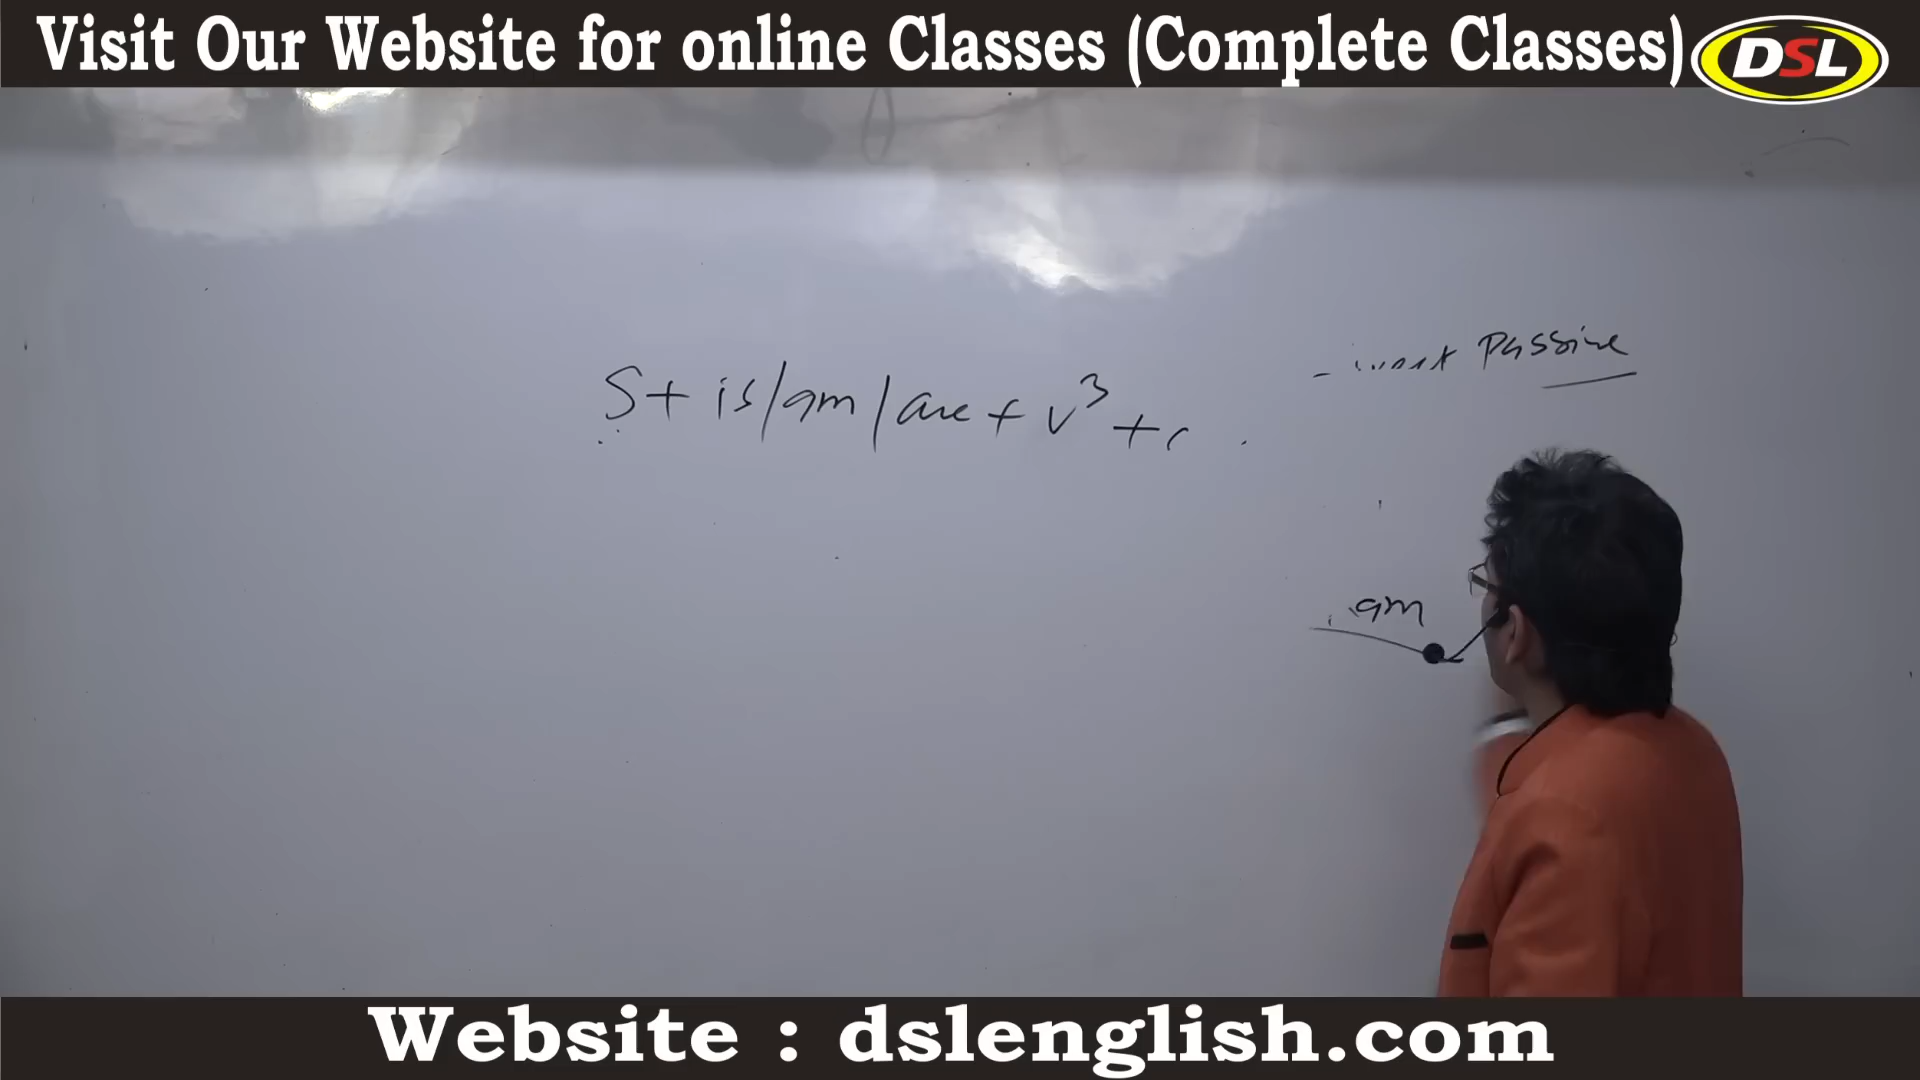 Visit Our Website for online Classes (Complete Classes)
DSL
S+ is/am/are + V³ +
Passive
am
Website : dslenglish.com